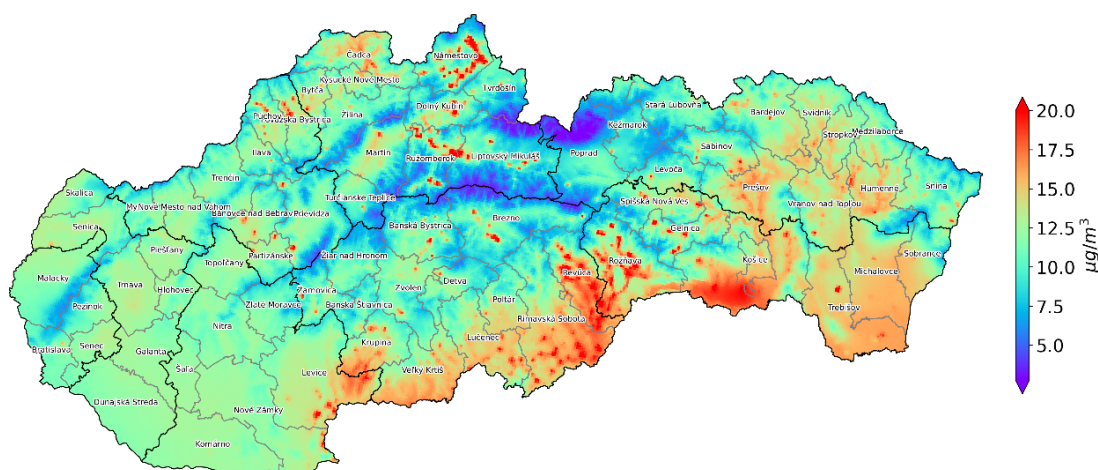 Čadca
Námestovo
Kysucké Nové Mesto
Tvrdošín
Bytča
Stará Ľubovňa
Dolný Kubín
Bardejov
Svidník
Púchov
Považská Bystrica
Žilina
Kežmarok
Stropkov
Medzilaborce
Martin
Ružomberok
Liptovský Mikuláš
Poprad
Sabinov
Ilava
Levoča
Trenčín
Prešov
Humenné
Snina
Skalica
Turčianske Teplice
Spišská Nová Ves
Vranov nad Topľou
Myjava
Nové Mesto nad Váhom
Bánovce nad Bebravou
Prievidza
Brezno
Banská Bystrica
Gelnica
Senica
Piešťany
Topoľčany
Partizánske
Žiar nad Hronom
Revúca
Rožňava
Košice
Sobrance
Michalovce
Malacky
Trnava
Hlohovec
Zvolen
Detva
Žarnovica
Banská Štiavnica
Zlaté Moravce
Poltár
Trebišov
Pezinok
Nitra
Rimavská Sobota
Bratislava
Senec
Galanta
Krupina
Lučenec
Šaľa
Levice
Veľký Krtíš
Dunajská Streda
Nové Zámky
Komárno
20.0
17.5
15.0
12.5
10.0
7.5
5.0
µg/m³